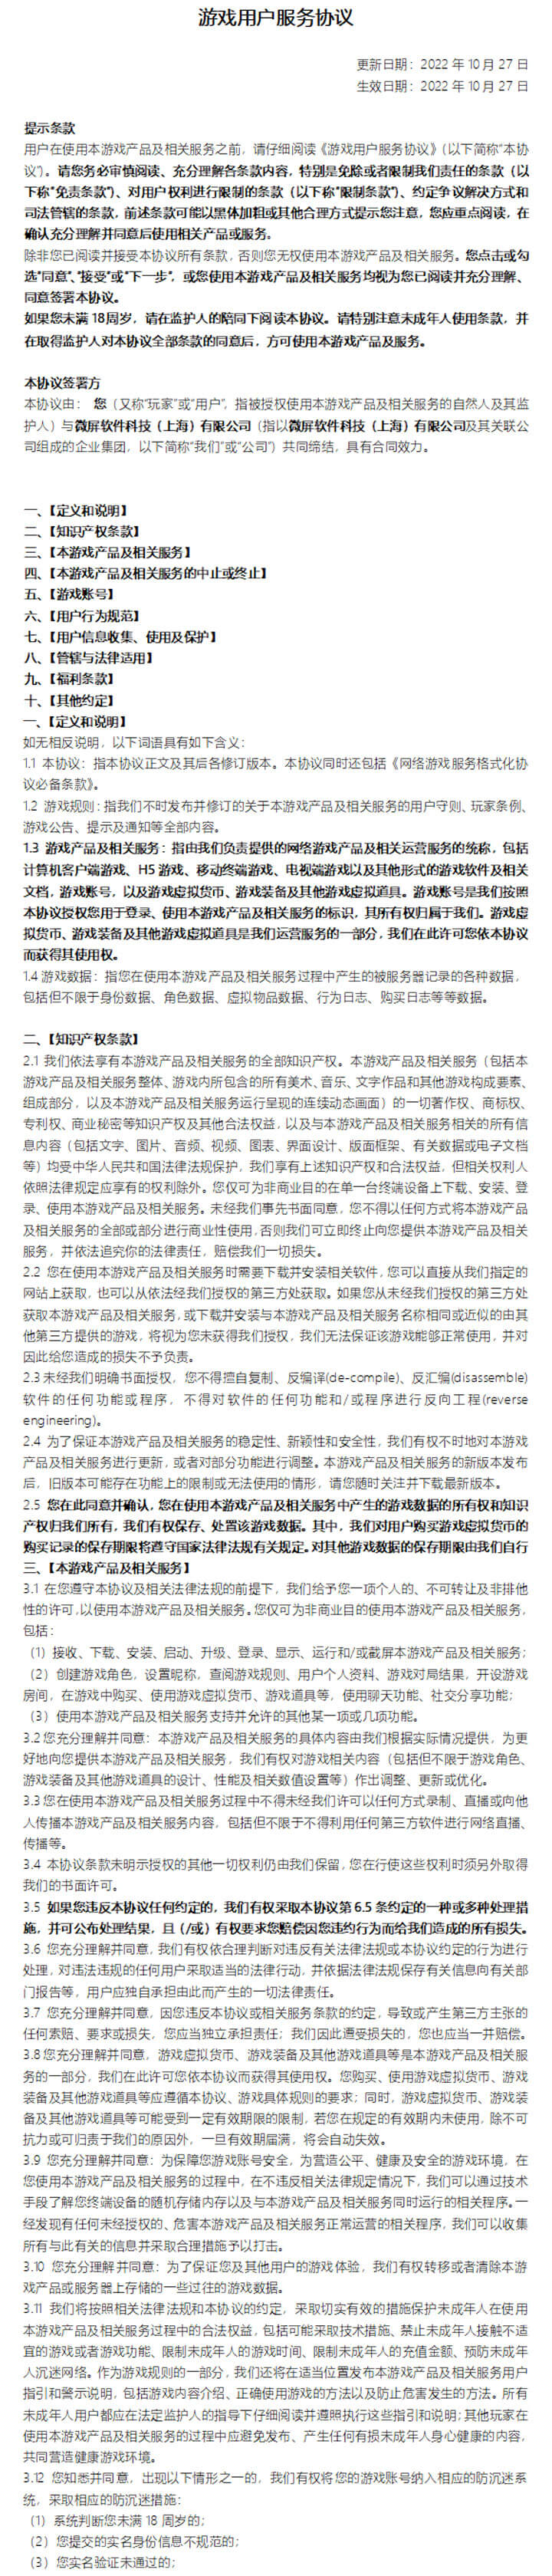 游戏用户服务协议
更新日期：2022 年 10 月 27 日
生效日期：2022 年 10 月 27 日
提示条款
用户在使用本游戏产品及相关服务之前，请仔细阅读《游戏用户服务协议》（以下简称“本协
议”）。请您务必审慎阅读、充分理解各条款内容，特别是免除或者限制我们责任的条款（以
下称“免责条款”）、对用户权利进行限制的条款（以下称“限制条款”）、约定争议解决方式和
司法管辖的条款，前述条款可能以黑体加粗或其他合理方式提示您注意，您应重点阅读，在
确认充分理解并同意后使用相关产品或服务。
除非您已阅读并接受本协议所有条款，否则您无权使用本游戏产品及相关服务。您点击或勾
选“同意”、“接受”或“下一步”，或您使用本游戏产品及相关服务均视为您已阅读并充分理解、
同意签署本协议。
如果您未满 18周岁，请在监护人的陪同下阅读本协议。请特别注意未成年人使用条款，并
在取得监护人对本协议全部条款的同意后，方可使用本游戏产品及服务。
本协议签署方
本协议由： 您（又称“玩家”或“用户”，指被授权使用本游戏产品及相关服务的自然人及其监
护人）与微屏软件科技（上海）有限公司（指以微屏软件科技（上海）有限公司及其关联公
司组成的企业集团，以下简称“我们”或“公司”）共同缔结，具有合同效力。
一、【定义和说明】
二、【知识产权条款】
三、【本游戏产品及相关服务】
四、【本游戏产品及相关服务的中止或终止】
五、【游戏账号】
六、【用户行为规范】
七、【用户信息收集、使用及保护】
八、【管辖与法律适用】
九、【福利条款】
十、【其他约定】
一、【定义和说明】
如无相反说明，以下词语具有如下含义：
1.1 本协议：指本协议正文及其后各修订版本。本协议同时还包括《网络游戏服务格式化协
议必备条款》。
1.2 游戏规则：指我们不时发布并修订的关于本游戏产品及相关服务的用户守则、玩家条例、
游戏公告、提示及通知等全部内容。
1.3 游戏产品及相关服务：指由我们负责提供的网络游戏产品及相关运营服务的统称，包括
计算机客户端游戏、H5 游戏、移动终端游戏、电视端游戏以及其他形式的游戏软件及相关
文档，游戏账号，以及游戏虚拟货币、游戏装备及其他游戏虚拟道具。游戏账号是我们按照
本协议授权您用于登录、使用本游戏产品及相关服务的标识，其所有权归属于我们。游戏虚
拟货币、游戏装备及其他游戏虚拟道具是我们运营服务的一部分，我们在此许可您依本协议
而获得其使用权。
1.4 游戏数据：指您在使用本游戏产品及相关服务过程中产生的被服务器记录的各种数据，
包括但不限于身份数据、角色数据、虚拟物品数据、行为日志、购买日志等等数据。
二、【知识产权条款】
2.1 我们依法享有本游戏产品及相关服务的全部知识产权。本游戏产品及相关服务（包括本
游戏产品及相关服务整体、游戏内所包含的所有美术、音乐、文字作品和其他游戏构成要素、
组成部分，以及本游戏产品及相关服务运行呈现的连续动态画面）的一切著作权、商标权、
专利权、商业秘密等知识产权及其他合法权益，以及与本游戏产品及相关服务相关的所有信
息内容（包括文字、图片、音频、视频、图表、界面设计、版面框架、有关数据或电子文档
等）均受中华人民共和国法律法规保护，我们享有上述知识产权和合法权益，但相关权利人
依照法律规定应享有的权利除外。您仅可为非商业目的在单一台终端设备上下载、安装、登
录、使用本游戏产品及相关服务。未经我们事先书面同意，您不得以任何方式将本游戏产品
及相关服务的全部或部分进行商业性使用，否则我们可立即终止向您提供本游戏产品及相关
服务，并依法追究你的法律责任，赔偿我们一切损失。
2.2 您在使用本游戏产品及相关服务时需要下载并安装相关软件，您可以直接从我们指定的
网站上获取，也可以从依法经我们授权的第三方处获取。如果您从未经我们授权的第三方处
获取本游戏产品及相关服务，或下载并安装与本游戏产品及相关服务名称相同或近似的由其
他第三方提供的游戏，将视为您未获得我们授权，我们无法保证该游戏能够正常使用，并对
因此给您造成的损失不予负责。
2.3 未经我们明确书面授权，您不得擅自复制、反编译(de-compile)、反汇编(disassemble)
软件的任何功能或程序，不得对软件的任何功能和/或程序进行反向工程(reverse
engineering)。
2.4 为了保证本游戏产品及相关服务的稳定性、新颖性和安全性，我们有权不时地对本游戏
产品及相关服务进行更新，或者对部分功能进行调整。本游戏产品及相关服务的新版本发布
后，旧版本可能存在功能上的限制或无法使用的情形，请您随时关注并下载最新版本。
2.5 您在此同意并确认，您在使用本游戏产品及相关服务中产生的游戏数据的所有权和知识
产权归我们所有，我们有权保存、处置该游戏数据。其中，我们对用户购买游戏虚拟货币的
购买记录的保存期限将遵守国家法律法规有关规定。对其他游戏数据的保存期限由我们自行
三、【本游戏产品及相关服务】
3.1 在您遵守本协议及相关法律法规的前提下，我们给予您一项个人的、不可转让及非排他
性的许可，以使用本游戏产品及相关服务。您仅可为非商业目的使用本游戏产品及相关服务，
包括：
（1）接收、下载、安装、启动、升级、登录、显示、运行和/或截屏本游戏产品及相关服务；
（2）创建游戏角色，设置昵称，查阅游戏规则、用户个人资料、游戏对局结果，开设游戏
房间，在游戏中购买、使用游戏虚拟货币、游戏道具等，使用聊天功能、社交分享功能；
（3）使用本游戏产品及相关服务支持并允许的其他某一项或几项功能。
3.2 您充分理解并同意：本游戏产品及相关服务的具体内容由我们根据实际情况提供，为更
好地向您提供本游戏产品及相关服务，我们有权对游戏相关内容（包括但不限于游戏角色、
游戏装备及其他游戏道具的设计、性能及相关数值设置等）作出调整、更新或优化。
3.3 您在使用本游戏产品及相关服务过程中不得未经我们许可以任何方式录制、直播或向他
人传播本游戏产品及相关服务内容，包括但不限于不得利用任何第三方软件进行网络直播、
传播等。
3.4 本协议条款未明示授权的其他一切权利仍由我们保留，您在行使这些权利时须另外取得
我们的书面许可。
3.5 如果您违反本协议任何约定的，我们有权采取本协议第 6.5 条约定的一种或多种处理措
施，并可公布处理结果，且（/或）有权要求您赔偿因您违约行为而给我们造成的所有损失。
3.6 您充分理解并同意，我们有权依合理判断对违反有关法律法规或本协议约定的行为进行
处理，对违法违规的任何用户采取适当的法律行动，并依据法律法规保存有关信息向有关部
门报告等，用户应独自承担由此而产生的一切法律责任。
3.7 您充分理解并同意，因您违反本协议或相关服务条款的约定，导致或产生第三方主张的
任何索赔、要求或损失，您应当独立承担责任；我们因此遭受损失的，您也应当一并赔偿。
3.8 您充分理解并同意，游戏虚拟货币、游戏装备及其他游戏道具等是本游戏产品及相关服
务的一部分，我们在此许可您依本协议而获得其使用权。您购买、使用游戏虚拟货币、游戏
装备及其他游戏道具等应遵循本协议、游戏具体规则的要求；同时，游戏虚拟货币、游戏装
备及其他游戏道具等可能受到一定有效期限的限制，若您在规定的有效期内未使用，除不可
抗力或可归责于我们的原因外，一旦有效期届满，将会自动失效。
3.9 您充分理解并同意：为保障您游戏账号安全，为营造公平、健康及安全的游戏环境，在
您使用本游戏产品及相关服务的过程中，在不违反相关法律规定情况下，我们可以通过技术
手段了解您终端设备的随机存储内存以及与本游戏产品及相关服务同时运行的相关程序。一
经发现有任何未经授权的、危害本游戏产品及相关服务正常运营的相关程序，我们可以收集
所有与此有关的信息并采取合理措施予以打击。
3.10 您充分理解并同意：为了保证您及其他用户的游戏体验，我们有权转移或者清除本游
戏产品或服务器上存储的一些过往的游戏数据。
3.11 我们将按照相关法律法规和本协议的约定，采取切实有效的措施保护未成年人在使用
本游戏产品及相关服务过程中的合法权益，包括可能采取技术措施、禁止未成年人接触不适
宜的游戏或者游戏功能、限制未成年人的游戏时间、限制未成年人的充值金额、预防未成年
人沉迷网络。作为游戏规则的一部分，我们还将在适当位置发布本游戏产品及相关服务用户
指引和警示说明，包括游戏内容介绍、正确使用游戏的方法以及防止危害发生的方法。所有
未成年人用户都应在法定监护人的指导下仔细阅读并遵照执行这些指引和说明；其他玩家在
使用本游戏产品及相关服务的过程中应避免发布、产生任何有损未成年人身心健康的内容，
共同营造健康游戏环境。
3.12 您知悉并同意，出现以下情形之一的，我们有权将您的游戏账号纳入相应的防沉迷系
统，采取相应的防沉迷措施：
（1）系统判断您未满 18 周岁的；
（2）您提交的实名身份信息不规范的；
（3）您实名验证未通过的；